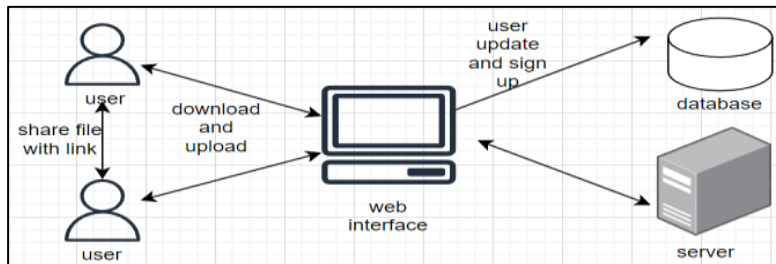 user
share file
with link
user
download
and
upload
web
interface
user
update
and sign
up
database
server